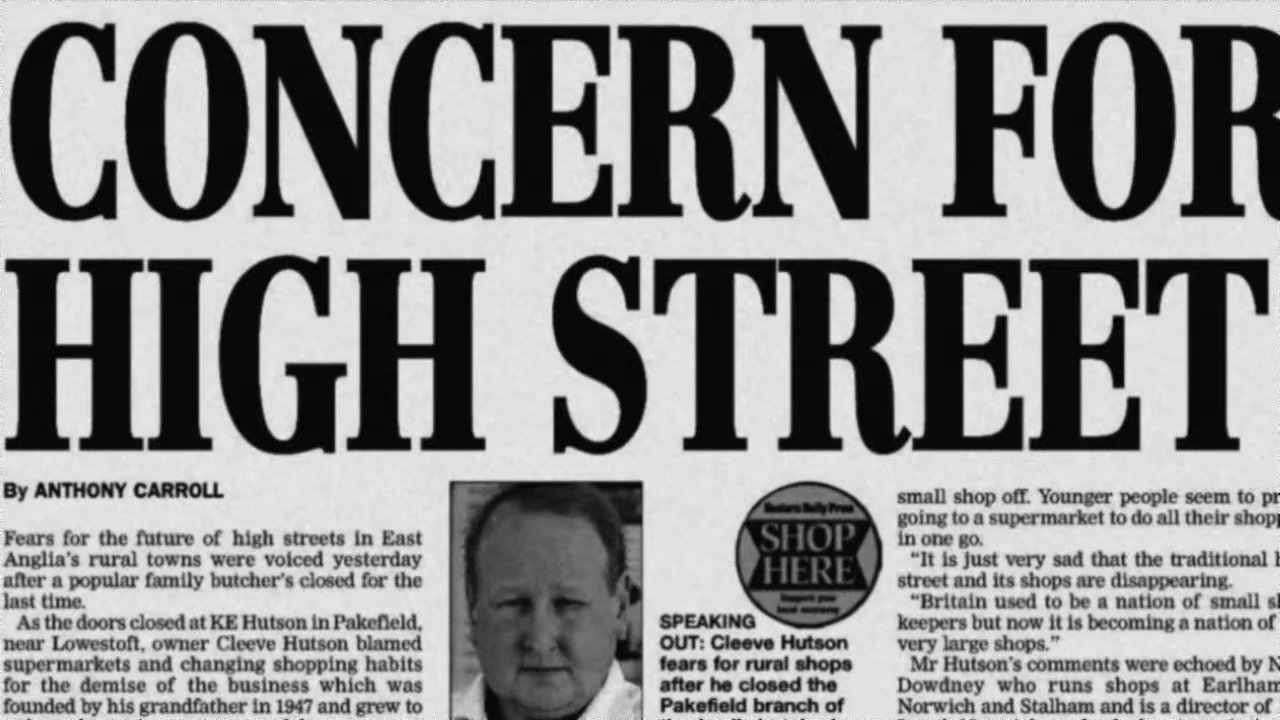 CONCERN FOR
HIGH STREET
By ANTHONY CARROLL
Fears for the future of high streets in East
Anglia's rural towns were voiced yesterday
after a popular family butcher's closed for the
last time.
As the doors closed at KE Hutson in Pakefield,
near Lowestoft, owner Cleeve Hutson blamed
supermarkets and changing shopping habits
for the demise of the business which was
founded by his grandfather in 1947 and grew to
SHOP
HERE
Support your
local economy
SPEAKING
OUT: Cleeve Hutson
fears for rural shops
after he closed the
Pakefield branch of
small shop off. Younger people seem to
going to a supermarket to do all their
in one go.
"It is just very sad that the traditional
street and its shops are disappearing.
"Britain used to be a nation of small
keepers but now it is becoming a nation of
very large shops."
Mr Hutson's comments were echoed by
Dowdney who runs shops at Earlham
Norwich and Stalham and is a director of